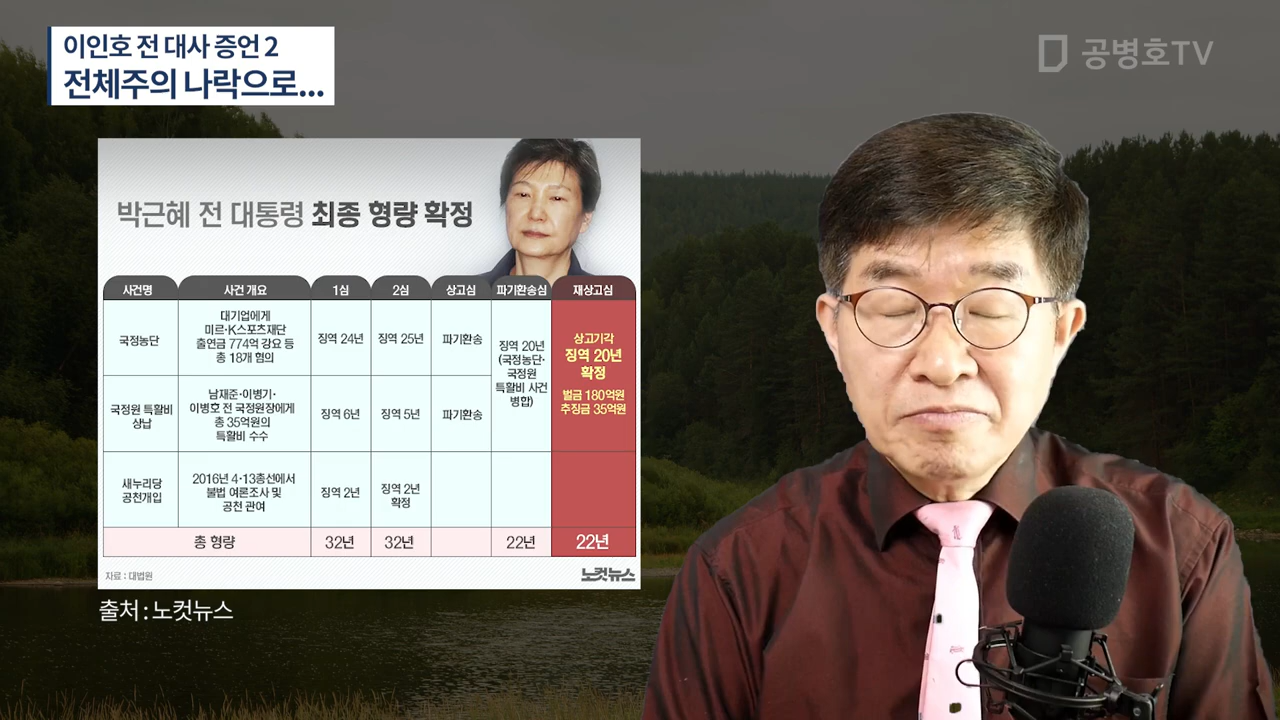 이인호 전 대사 증언 2
전체주의 나락으로...
공병호TV
박근혜 전 대통령 최종 형량 확정
사건명 사건 개요 1심 2심 상고심 파기환송심 재상고심
국정농단
대기업에게
미르·K스포츠재단
출연금 774억 강요 등
총 18개 혐의
징역 24년
징역 25년
파기환송
징역 20년
(국정농단·
국정원
특활비 사건
병합)
상고기각
징역 20년
확정
벌금 180억원
추징금 35억원
국정원 특활비
상납
남재준·이병기·
이병호 전 국정원장에게
총 35억원의
특활비 수수
징역 6년
징역 5년
파기환송
새누리당
공천개입
2016년 4·13총선에서
불법 여론조사 및
공천 관여
징역 2년
징역 2년
확정
총 형량 32년 32년 22년 22년
자료 : 대법원
노컷뉴스
출처 : 노컷뉴스